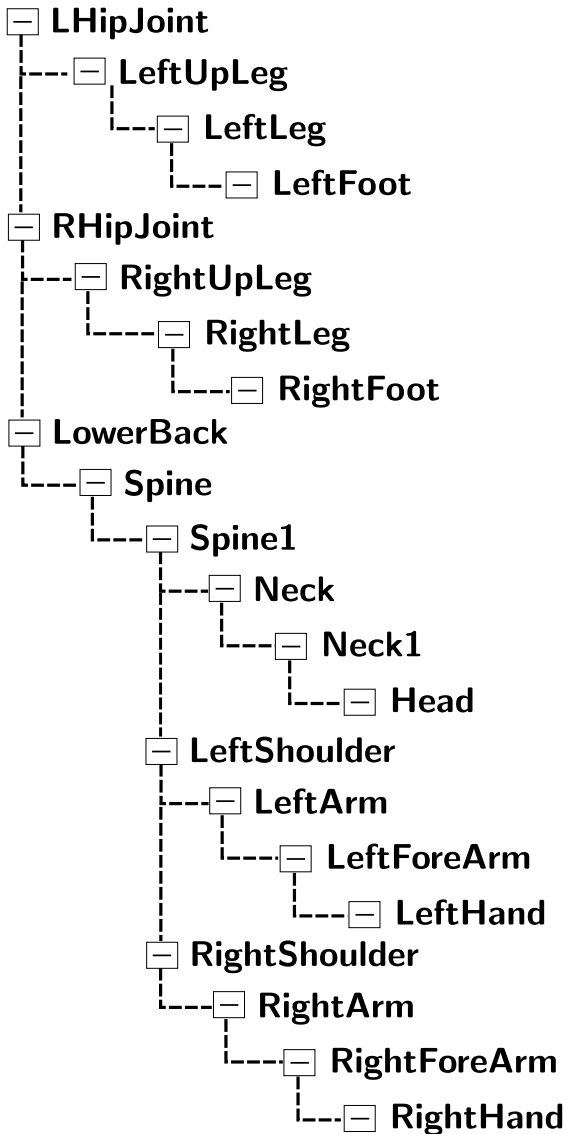 LHipJoint
LeftUpLeg
LeftLeg
LeftFoot
RHipJoint
RightUpLeg
RightLeg
RightFoot
LowerBack
Spine
Spine1
Neck
Neck1
Head
LeftShoulder
LeftArm
LeftForeArm
LeftHand
RightShoulder
RightArm
RightForeArm
RightHand